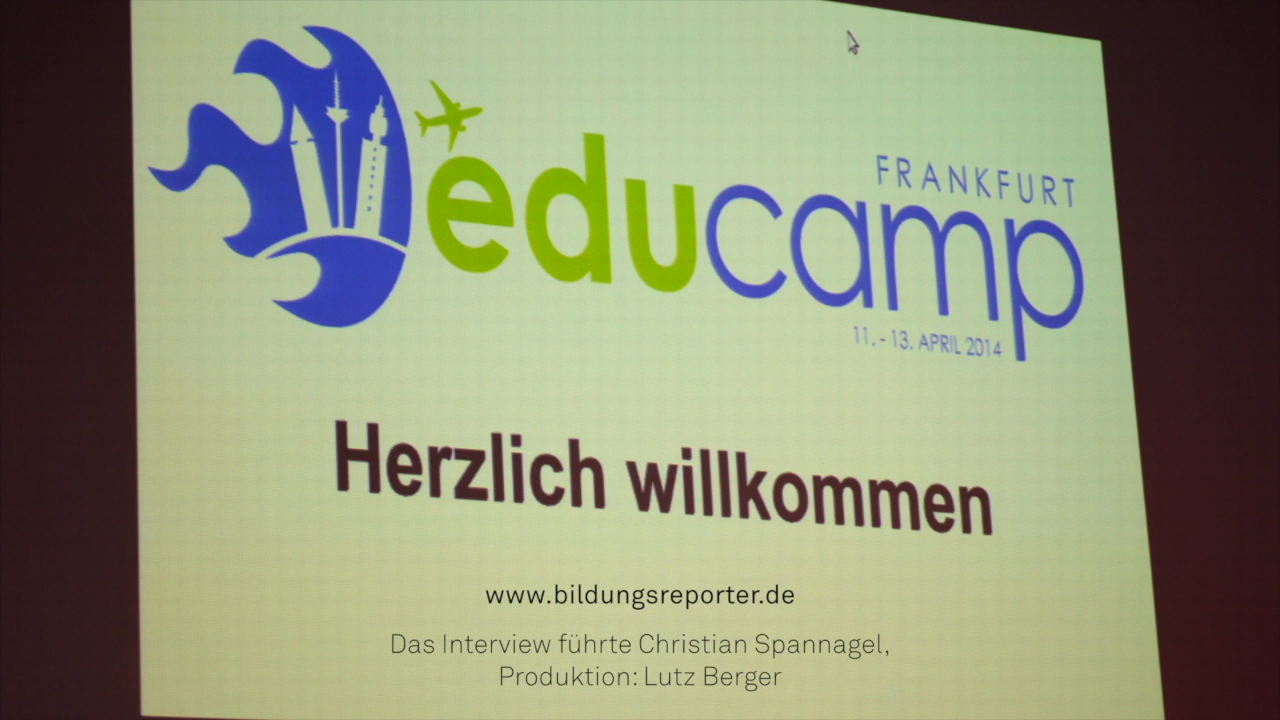 FRANKFURT
educamp
11. - 13. APRIL 2014
Herzlich willkommen
www.bildungsreporter.de
Das Interview führte Christian Spannagel,
Produktion: Lutz Berger